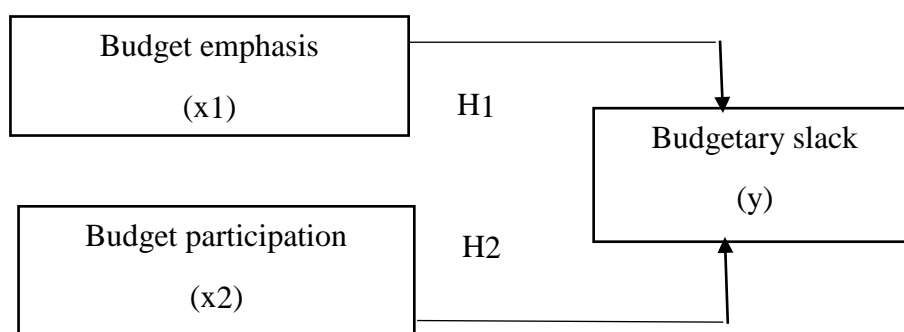 Budget emphasis
(x1)
H1
Budgetary slack
(y)
Budget participation
(x2)
H2